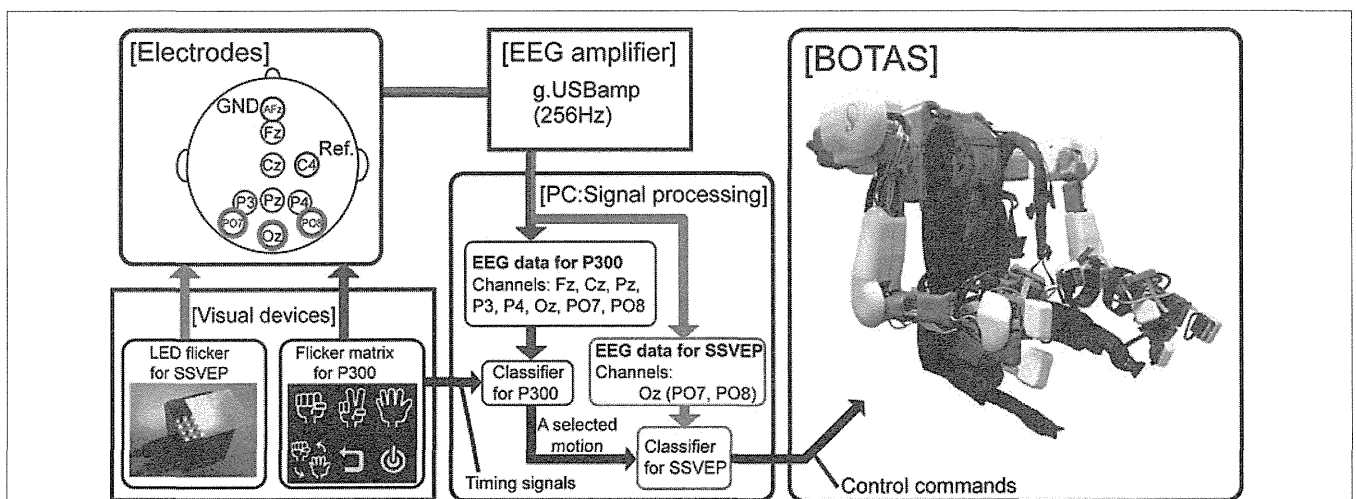 [Electrodes]
GND
AFz
Fz
Ref.
Cz
C4
P3
Pz
P4
PO7
PO8
Oz
[EEG amplifier]
g.USBamp
(256Hz)
[Visual devices]
LED flicker
for SSVEP
Flicker matrix
for P300
Timing signals
[PC:Signal processing]
EEG data for P300
Channels: Fz, Cz, Pz,
P3, P4, Oz, PO7, PO8
Classifier
for P300
EEG data for SSVEP
Channels:
Oz (PO7, PO8)
A selected
motion
Classifier
for SSVEP
[BOTAS]
Control commands